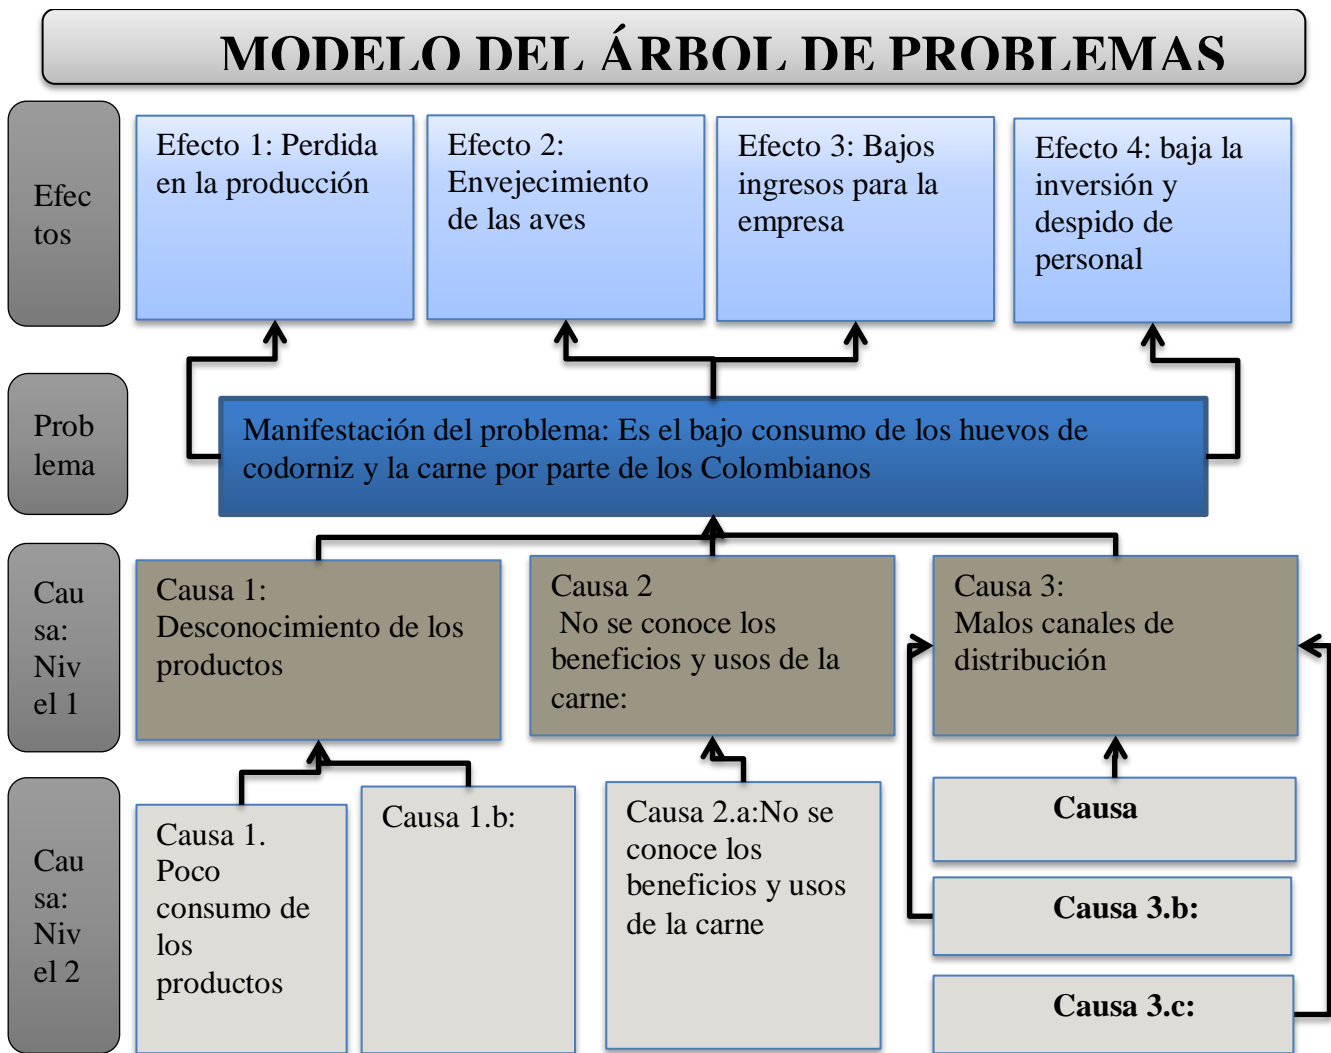 MODELO DEL ÁRBOL DE PROBLEMAS
Efec
tos
Efecto 1: Perdida
en la producción
Efecto 2:
Envejecimiento
de las aves
Efecto 3: Bajos
ingresos para la
empresa
Efecto 4: baja la
inversión y
despido de
personal
Prob
lema
Manifestación del problema: Es el bajo consumo de los huevos de
codorniz y la carne por parte de los Colombianos
Cau
sa:
Niv
el 1
Causa 1:
Desconocimiento de los
productos
Causa 2
No se conoce los
beneficios y usos de la
carne:
Causa 3:
Malos canales de
distribución
Cau
sa:
Niv
el 2
Causa 1.
Poco
consumo de
los
productos
Causa 1.b:
Causa 2.a:No se
conoce los
beneficios y usos
de la carne
Causa
Causa 3.b:
Causa 3.c: